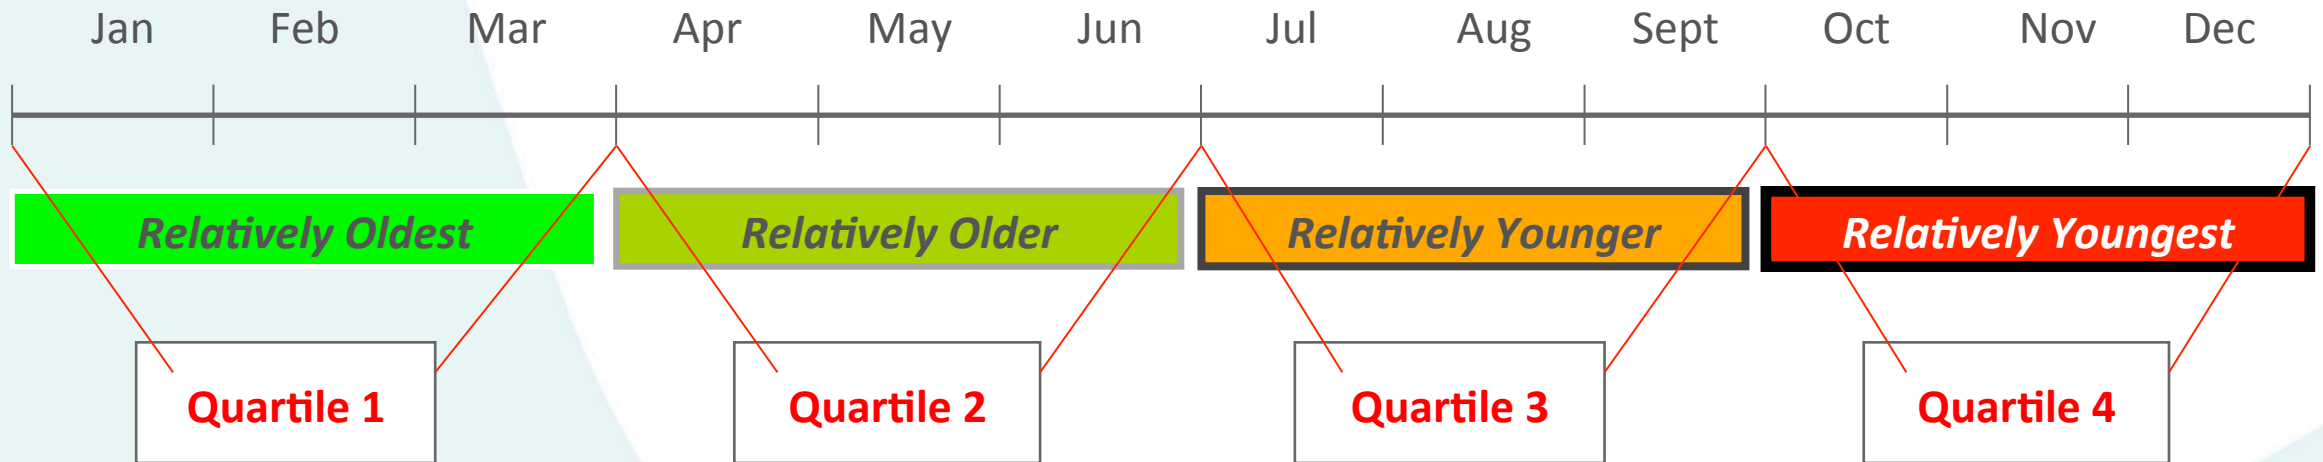 Jan Feb Mar Apr May Jun Jul Aug Sept Oct Nov Dec
Relatively Oldest Relatively Older Relatively Younger Relatively Youngest
Quartile 1 Quartile 2 Quartile 3 Quartile 4